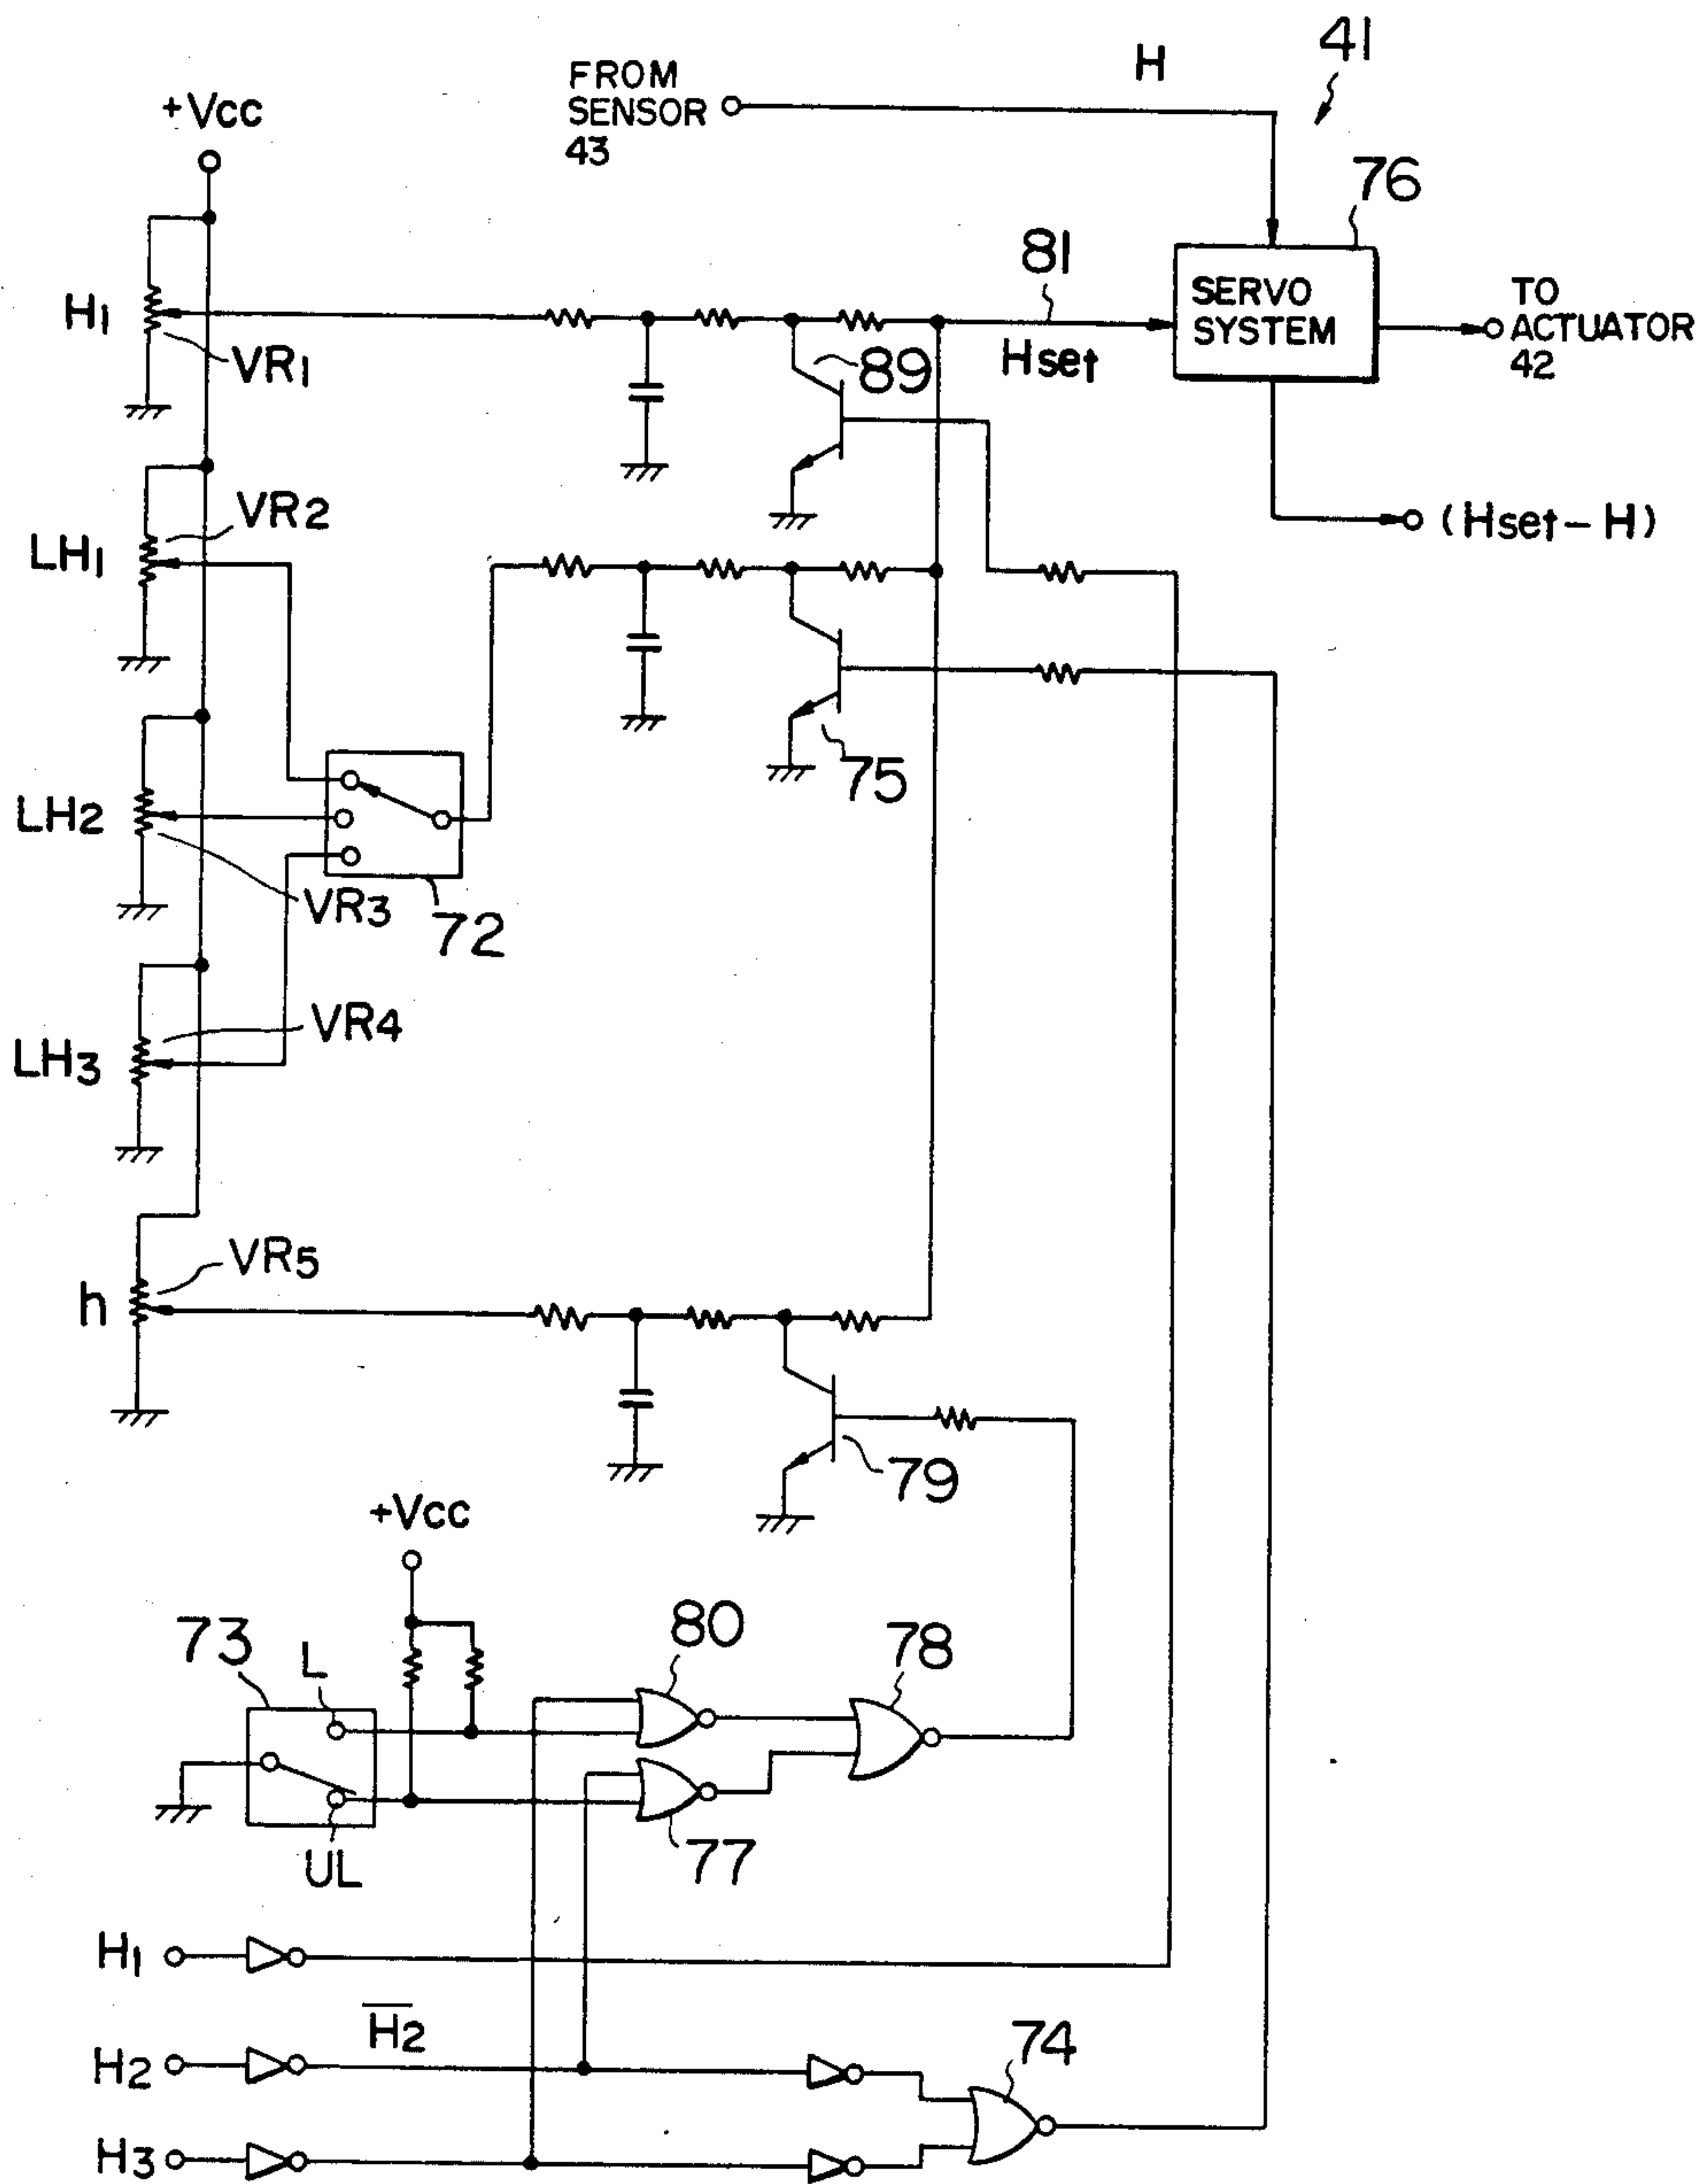 41
H
FROM
SENSOR
43
+Vcc
76
81
SERVO
SYSTEM
TO
ACTUATOR
42
H1
VR1
Hset
89
VR2
LH1
(Hset-H)
75
LH2
VR3
72
VR4
LH3
VR5
h
79
+Vcc
73
L
80
78
77
UL
H1
H2
H2
74
H3